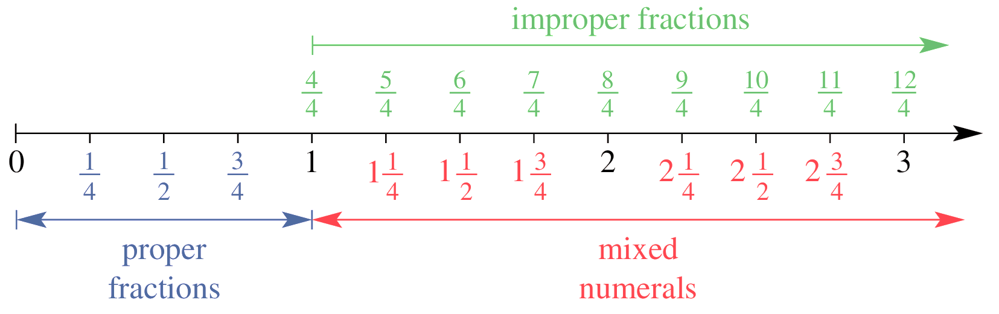 improper fractions
4/4 5/4 6/4 7/4 8/4 9/4 10/4 11/4 12/4
0 1/4 1/2 3/4 1 1 1/4 1 1/2 1 3/4 2 2 1/4 2 1/2 2 3/4 3
proper
fractions
mixed
numerals